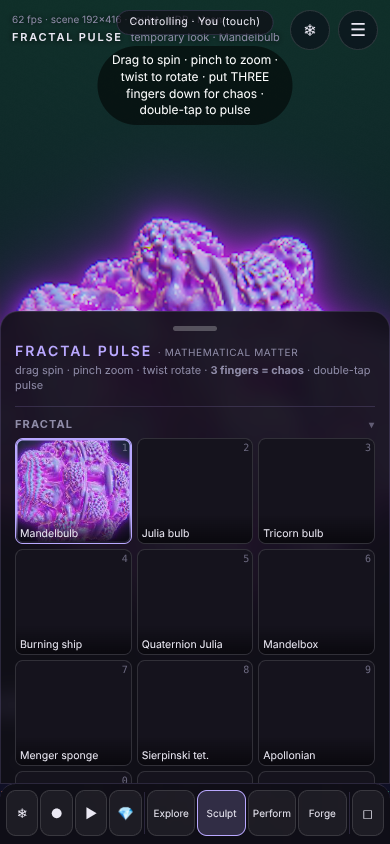 62 fps · scene 192×416
Controlling · You (touch)
FRACTAL PULSE temporary look · Mandelbulb
Drag to spin · pinch to zoom ·
twist to rotate · put THREE
fingers down for chaos ·
double-tap to pulse
FRACTAL PULSE · MATHEMATICAL MATTER
drag spin · pinch zoom · twist rotate · 3 fingers = chaos · double-tap
pulse
FRACTAL
1
2
3
Mandelbulb
Julia bulb
Tricorn bulb
4
5
6
Burning ship
Quaternion Julia
Mandelbox
7
8
9
Menger sponge
Sierpinski tet.
Apollonian
0
Explore
Sculpt
Perform
Forge